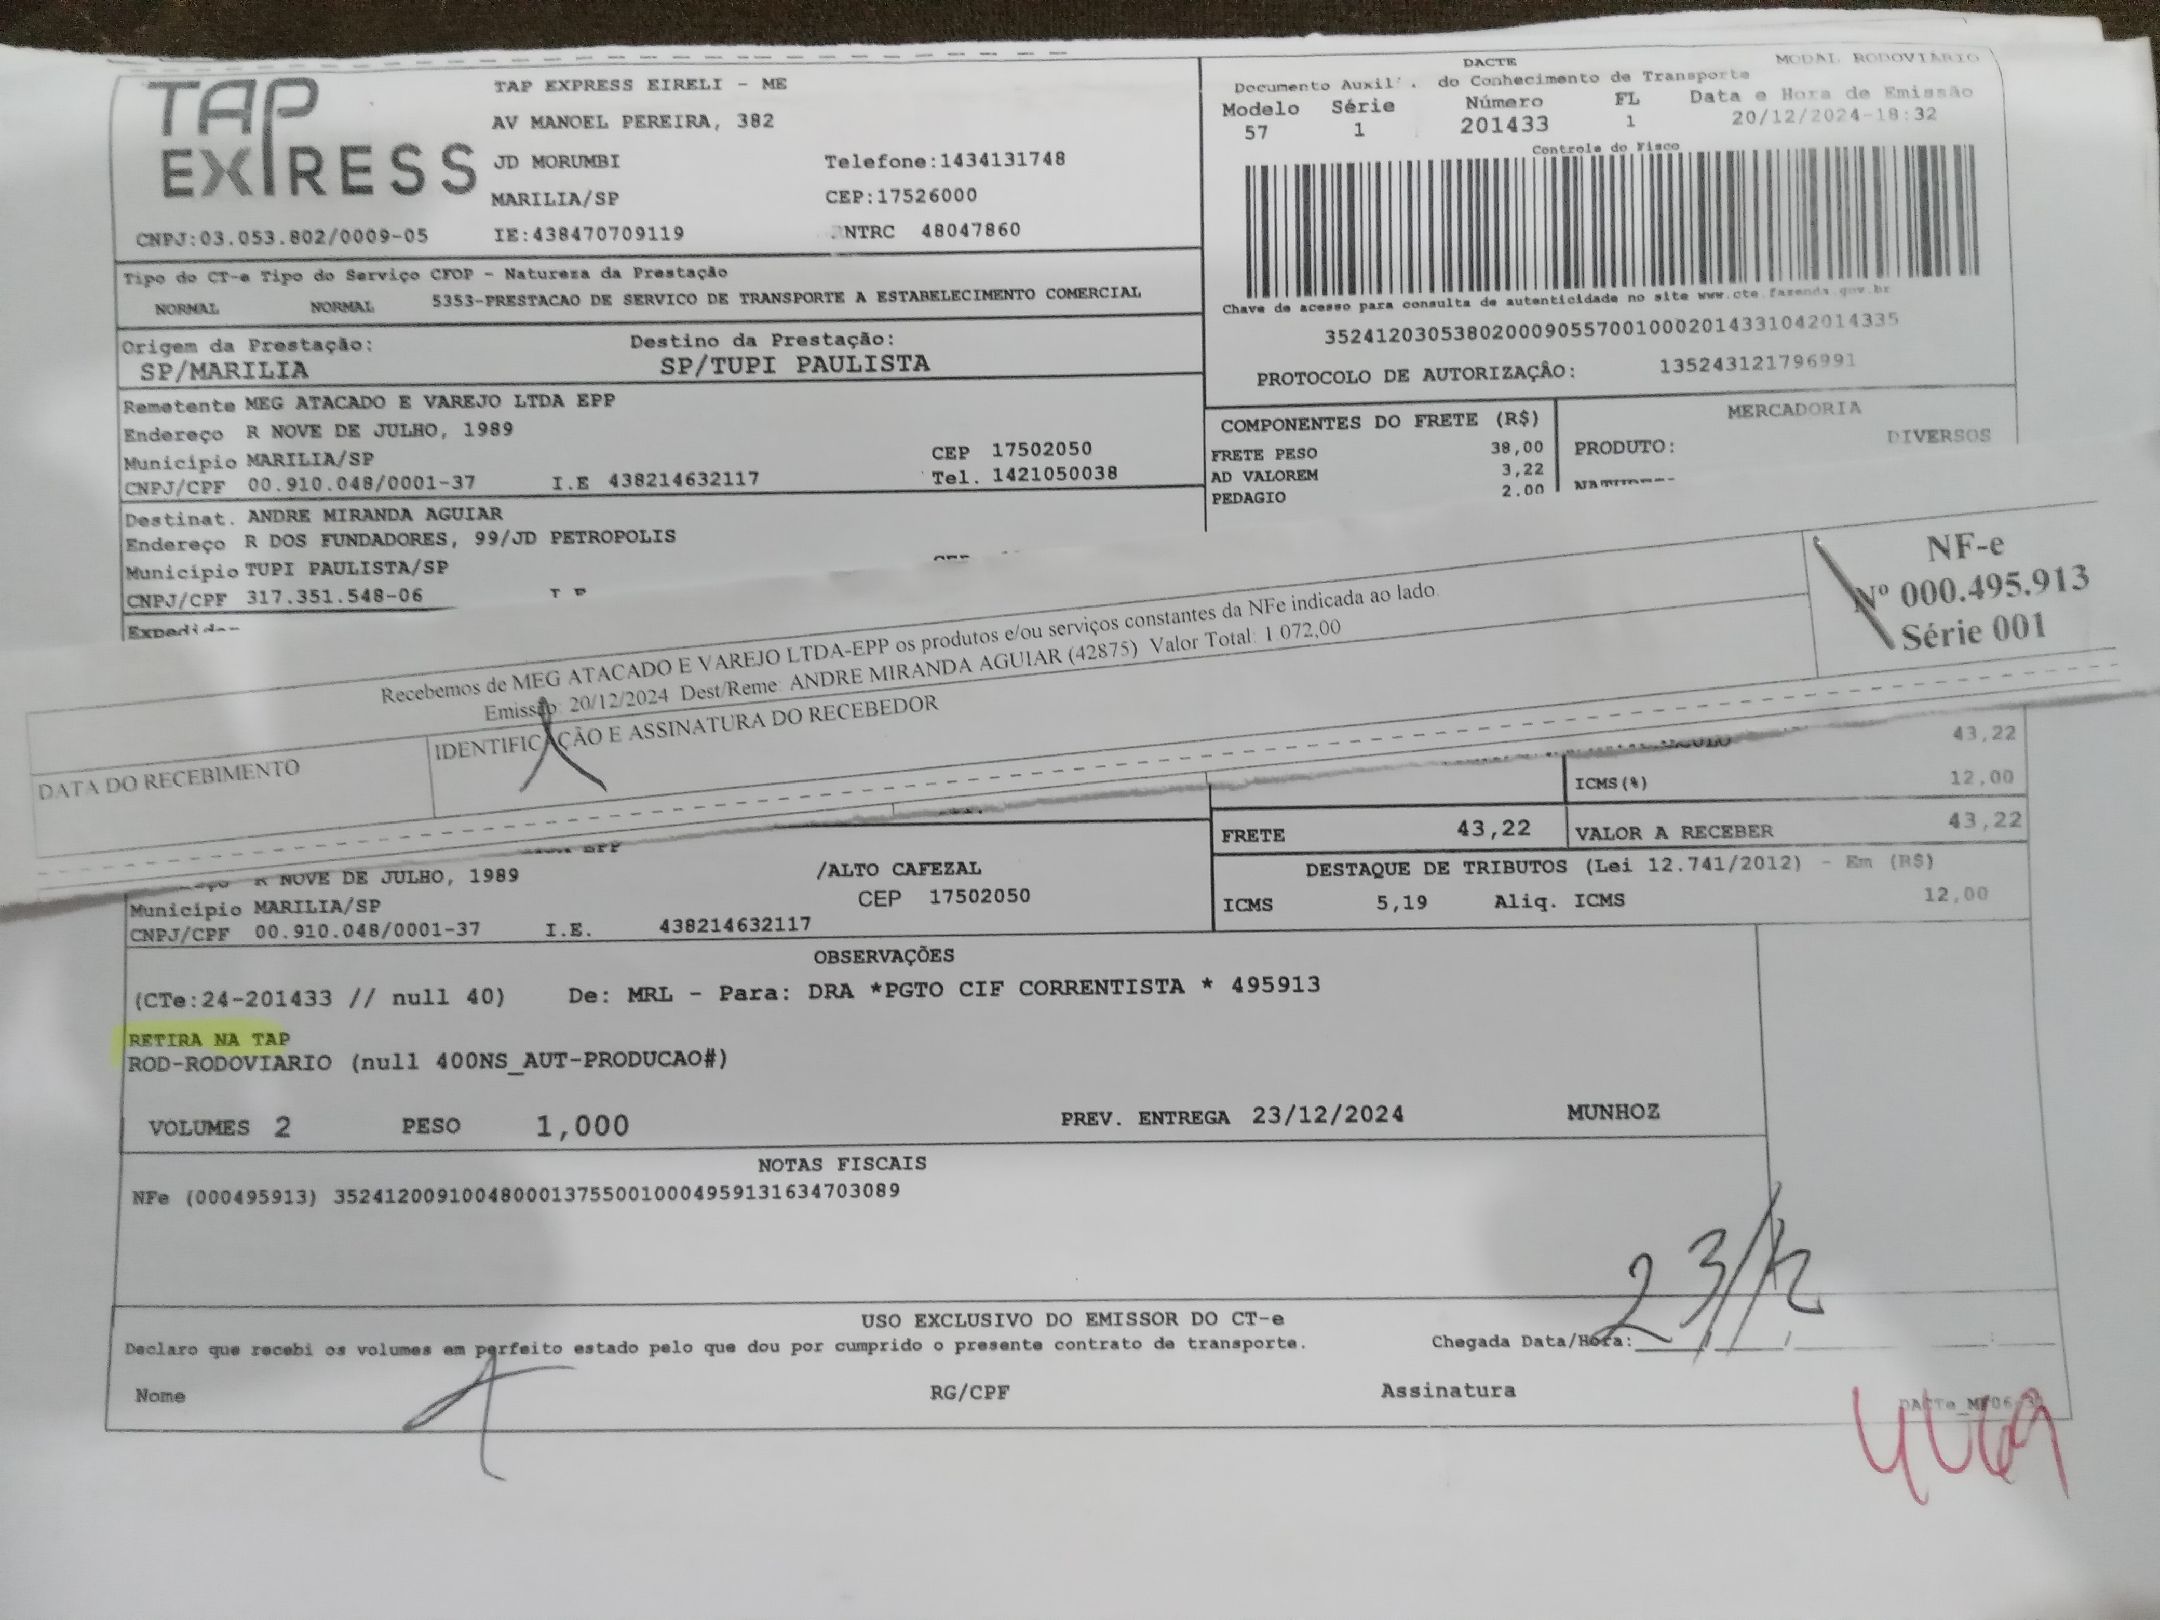 TAP EXPRESS
TAP EXPRESS EIRELI - ME
AV MANOEL PEREIRA, 382
JD MORUMBI Telefone:1434131748
MARILIA/SP CEP:17526000
CNPJ:03.053.802/0009-05 IE:438470709119 NTRC 48047860
DACTE MODAL RODOVIARIO
Documento Auxil do Conhecimento de Transporte
Modelo Série Número FL Data e Hora de Emissão
57 1 201433 1 20/12/2024-18:32
Controle do Fisco
Chave de acesso para consulta de autenticidade no site www.cte.fazenda.gov.br
35241203053802000905570010002014331042014335
PROTOCOLO DE AUTORIZAÇÂO: 135243121796991
Tipo do CT-e Tipo do Serviço CFOP - Natureza da Prestação
NORMAL NORMAL 5353-PRESTACAO DE SERVICO DE TRANSPORTE A ESTABELECIMENTO COMERCIAL
Origem da Prestação: Destino da Prestação:
SP/MARILIA SP/TUPI PAULISTA
Remetente MEG ATACADO E VAREJO LTDA EPP
Endereço R NOVE DE JULHO, 1989
Município MARILIA/SP CEP 17502050
CNPJ/CPF 00.910.048/0001-37 I.E 438214632117 Tel. 1421050038
COMPONENTES DO FRETE (R$) MERCADORIA
FRETE PESO 38,00 PRODUTO: DIVERSOS
AD VALOREM 3,22
PEDAGIO 2.00
Destinat. ANDRE MIRANDA AGUIAR
Endereço R DOS FUNDADORES, 99/JD PETROPOLIS
Município TUPI PAULISTA/SP
CNPJ/CPF 317.351.548-06
Recebemos de MEG ATACADO E VAREJO LTDA-EPP os produtos e/ou serviços constantes da NFe indicada ao lado.
Emissão: 20/12/2024 Dest/Reme: ANDRE MIRANDA AGUIAR (42875) Valor Total: 1.072,00
DATA DO RECEBIMENTO IDENTIFICAÇÃO E ASSINATURA DO RECEBEDOR
NF-e
Nº 000.495.913
Série 001
43,22
ICMS(%) 12,00
FRETE 43,22 VALOR A RECEBER 43,22
DESTAQUE DE TRIBUTOS (Lei 12.741/2012) - Em (R$)
ICMS 5,19 Aliq. ICMS 12,00
R NOVE DE JULHO, 1989 /ALTO CAFEZAL
Município MARILIA/SP CEP 17502050
CNPJ/CPF 00.910.048/0001-37 I.E. 438214632117
OBSERVAÇÕES
(CTe:24-201433 // null 40) De: MRL - Para: DRA *PGTO CIF CORRENTISTA * 495913
RETIRA NA TAP
ROD-RODOVIARIO (null 400NS_AUT-PRODUCAO#)
VOLUMES 2 PESO 1,000 PREV. ENTREGA 23/12/2024 MUNHOZ
NOTAS FISCAIS
NFe (000495913) 35241200910048000137550010004959131634703089
23/12
USO EXCLUSIVO DO EMISSOR DO CT-e
Declaro que recebi os volumes em perfeito estado pelo que dou por cumprido o presente contrato de transporte. Chegada Data/Hora:
Nome RG/CPF Assinatura